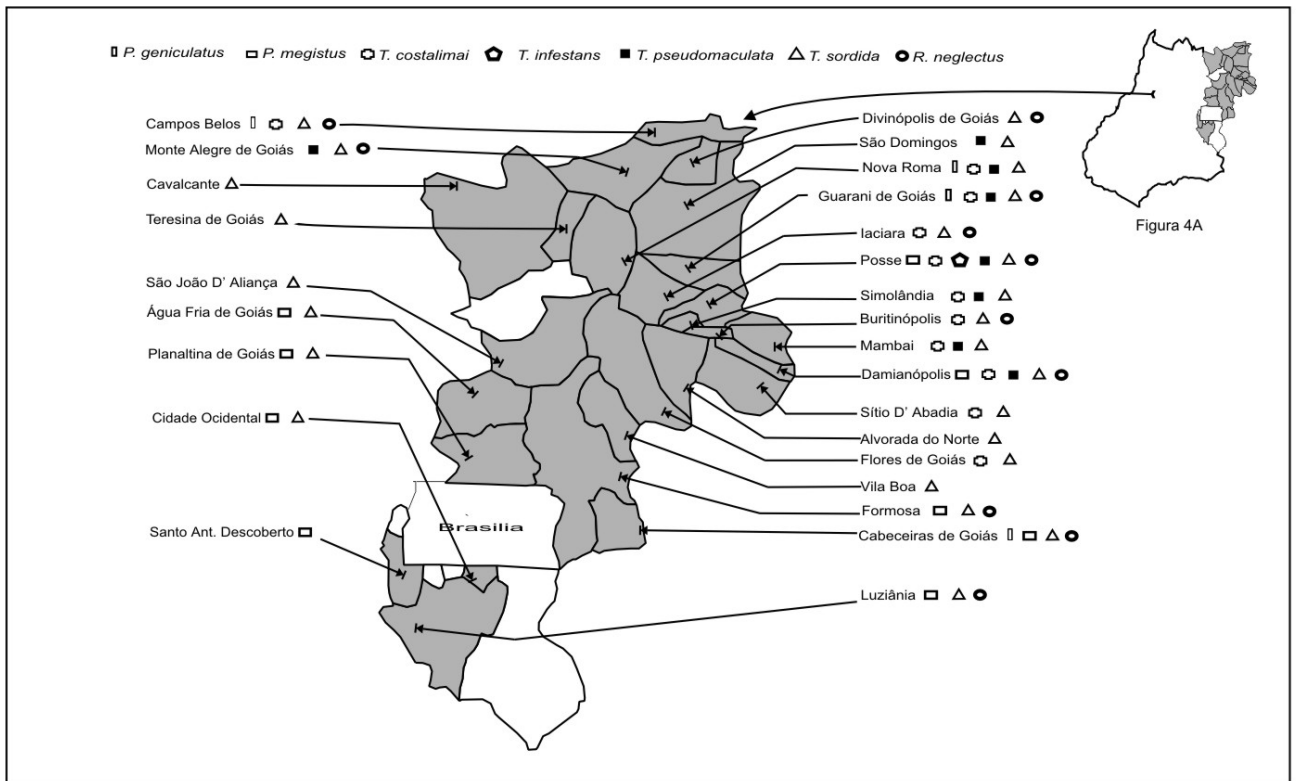 P. geniculatus P. megistus T. costalimai T. infestans T. pseudomaculata T. sordida R. neglectus
Campos Belos
Monte Alegre de Goiás
Cavalcante
Teresina de Goiás
São João D' Aliança
Água Fria de Goiás
Planaltina de Goiás
Cidade Ocidental
Santo Ant. Descoberto
Brasilia
Divinópolis de Goiás
São Domingos
Nova Roma
Guarani de Goiás
Iaciara
Posse
Simolândia
Buritinópolis
Mambai
Damianópolis
Sítio D' Abadia
Alvorada do Norte
Flores de Goiás
Vila Boa
Formosa
Cabeceiras de Goiás
Luziânia
Figura 4A